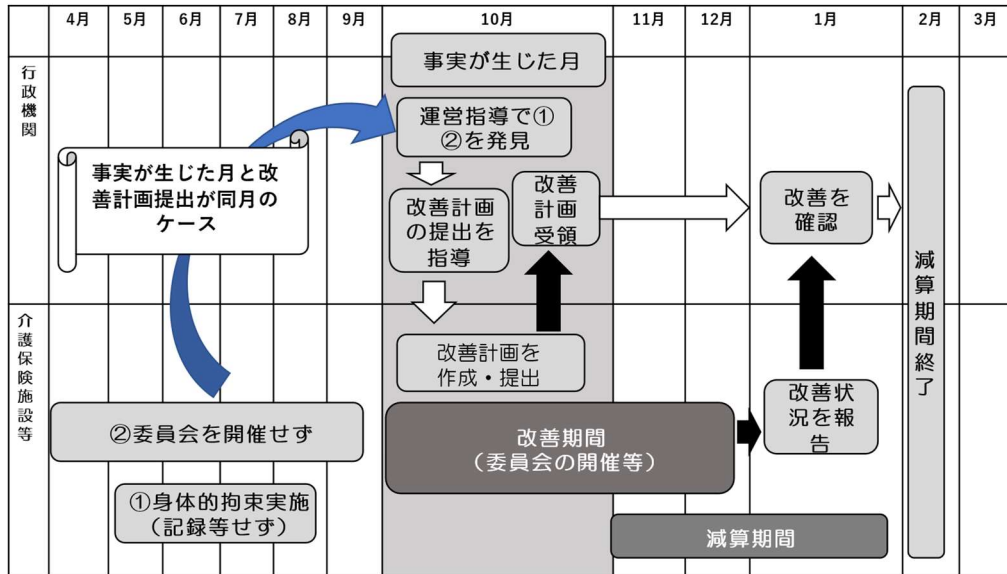 4月
5月
6月
7月
8月
9月
10月
11月
12月
1月
2月
3月
行政機関
事実が生じた月
運営指導で①
②を発見
事実が生じた月と改
善計画提出が同月の
ケース
改善計画
の提出を
指導
改善
計画
受領
改善を
確認
減算期間終了
介護保険施設等
改善計画を
作成・提出
②委員会を開催せず
改善期間
（委員会の開催等）
改善状
況を報
告
①身体的拘束実施
（記録等せず）
減算期間